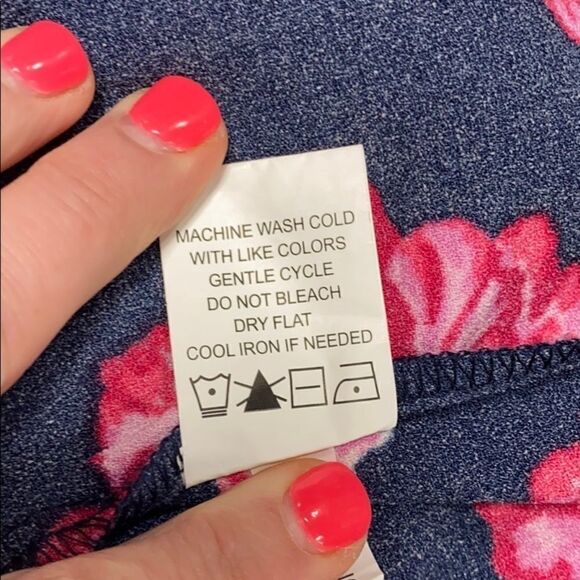 MACHINE WASH COLD
WITH LIKE COLORS
GENTLE CYCLE
DO NOT BLEACH
DRY FLAT
COOL IRON IF NEEDED